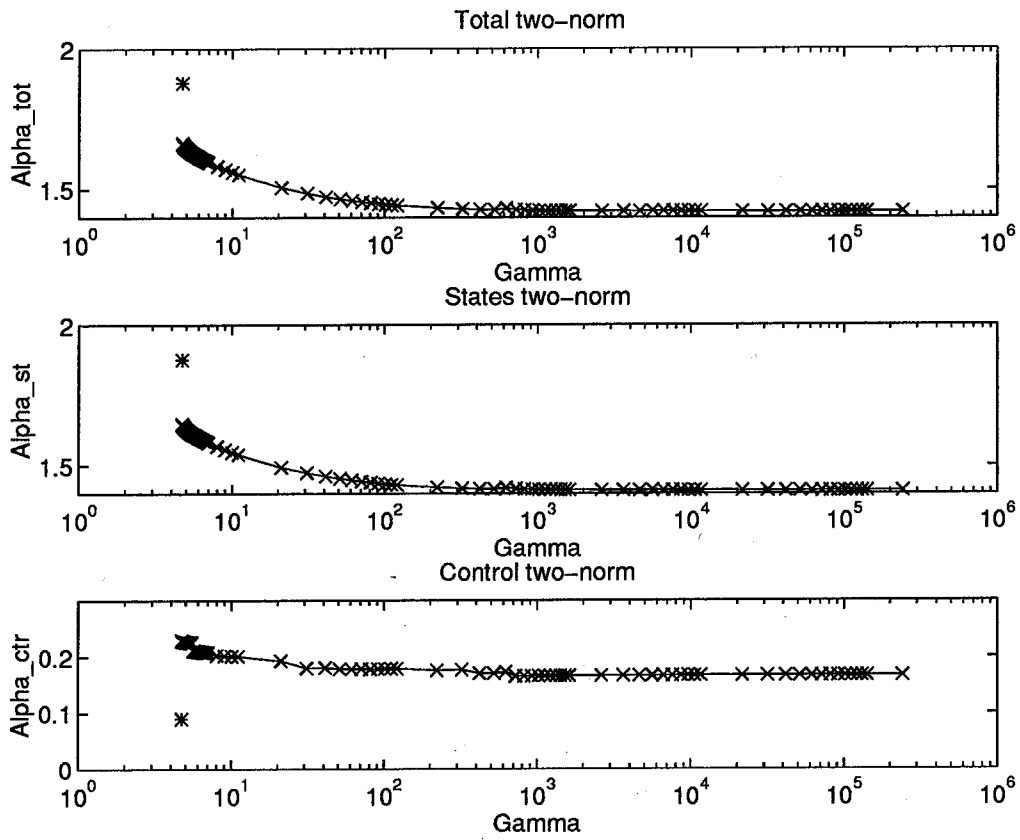 Total two-norm
2
1.5
Alpha_tot
10^0 10^1 10^2 10^3 10^4 10^5 10^6
Gamma
States two-norm
2
1.5
Alpha_st
10^0 10^1 10^2 10^3 10^4 10^5 10^6
Gamma
Control two-norm
0.2
0.1
0
Alpha_ctr
10^0 10^1 10^2 10^3 10^4 10^5 10^6
Gamma